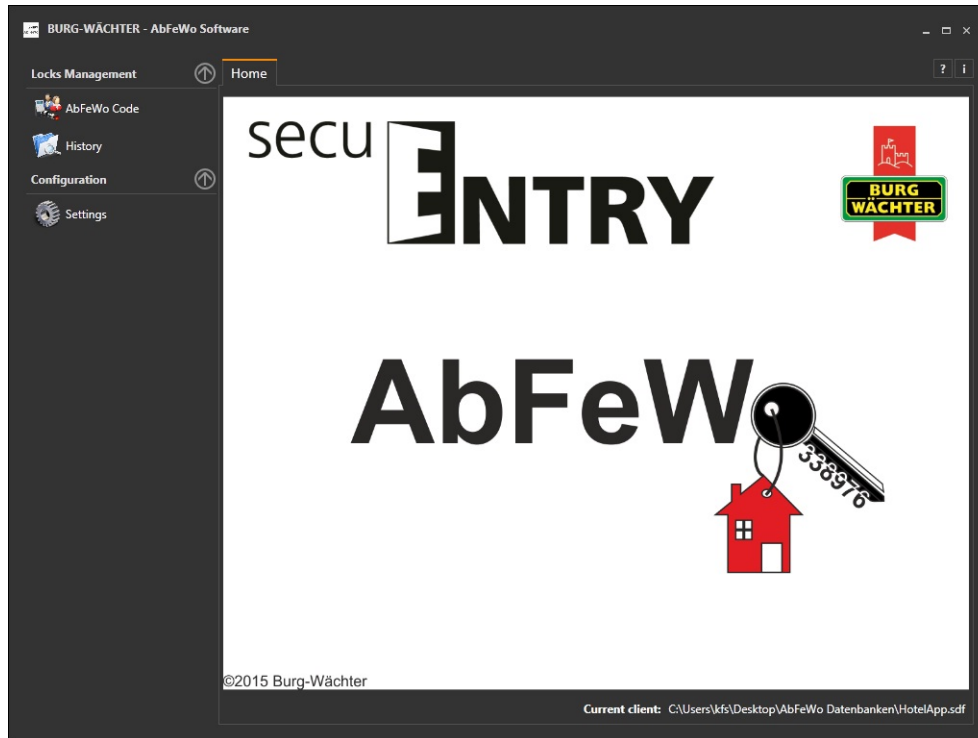 BURG-WÄCHTER - AbFeWo Software
Locks Management
Home
? i
AbFeWo Code
History
Configuration
Settings
secu
ENTRY
BURG
WÄCHTER
AbFeWo
338976
©2015 Burg-Wächter
Current client: C:\Users\kfs\Desktop\AbFeWo Datenbanken\HotelApp.sdf